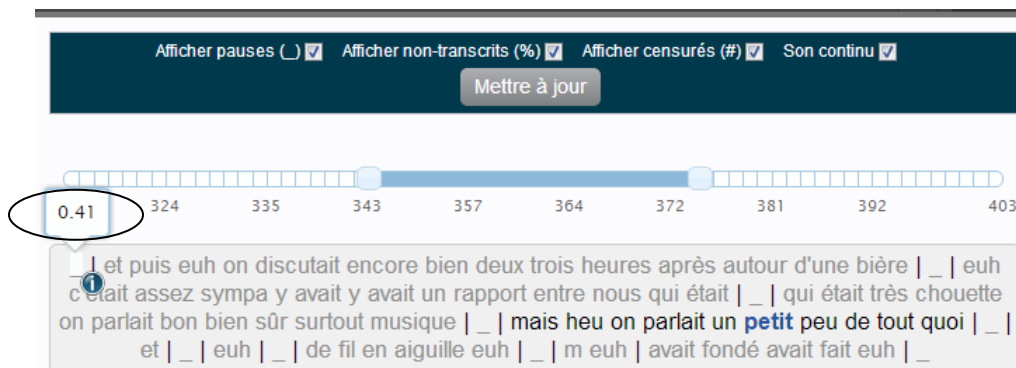 Afficher pauses (_) Afficher non-transcrits (%) Afficher censurés (#) Son continu
Mettre à jour
0.41 324 335 343 357 364 372 381 392 403
_ | et puis euh on discutait encore bien deux trois heures après autour d'une bière | _ | euh
c'était assez sympa y avait y avait un rapport entre nous qui était | _ | qui était très chouette
on parlait bon bien sûr surtout musique | _ | mais heu on parlait un petit peu de tout quoi | _ |
et | _ | euh | _ | de fil en aiguille euh | _ | m euh | avait fondé avait fait euh | _